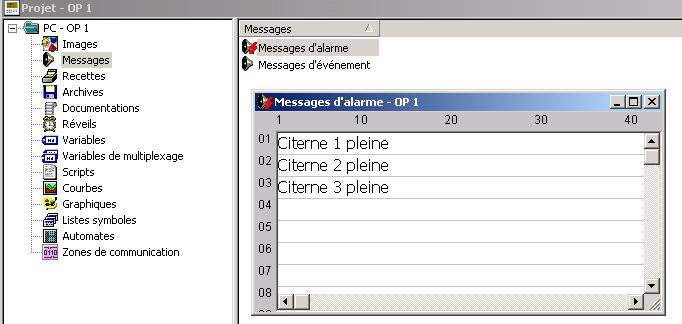 Projet - OP 1
PC - OP 1
Images
Messages
Recettes
Archives
Documentations
Réveils
Variables
Variables de multiplexage
Scripts
Courbes
Graphiques
Listes symboles
Automates
Zones de communication
Messages
Messages d'alarme
Messages d'événement
Messages d'alarme - OP 1
1 10 20 30 40
01 Citerne 1 pleine
02 Citerne 2 pleine
03 Citerne 3 pleine
04
05
06
07
08